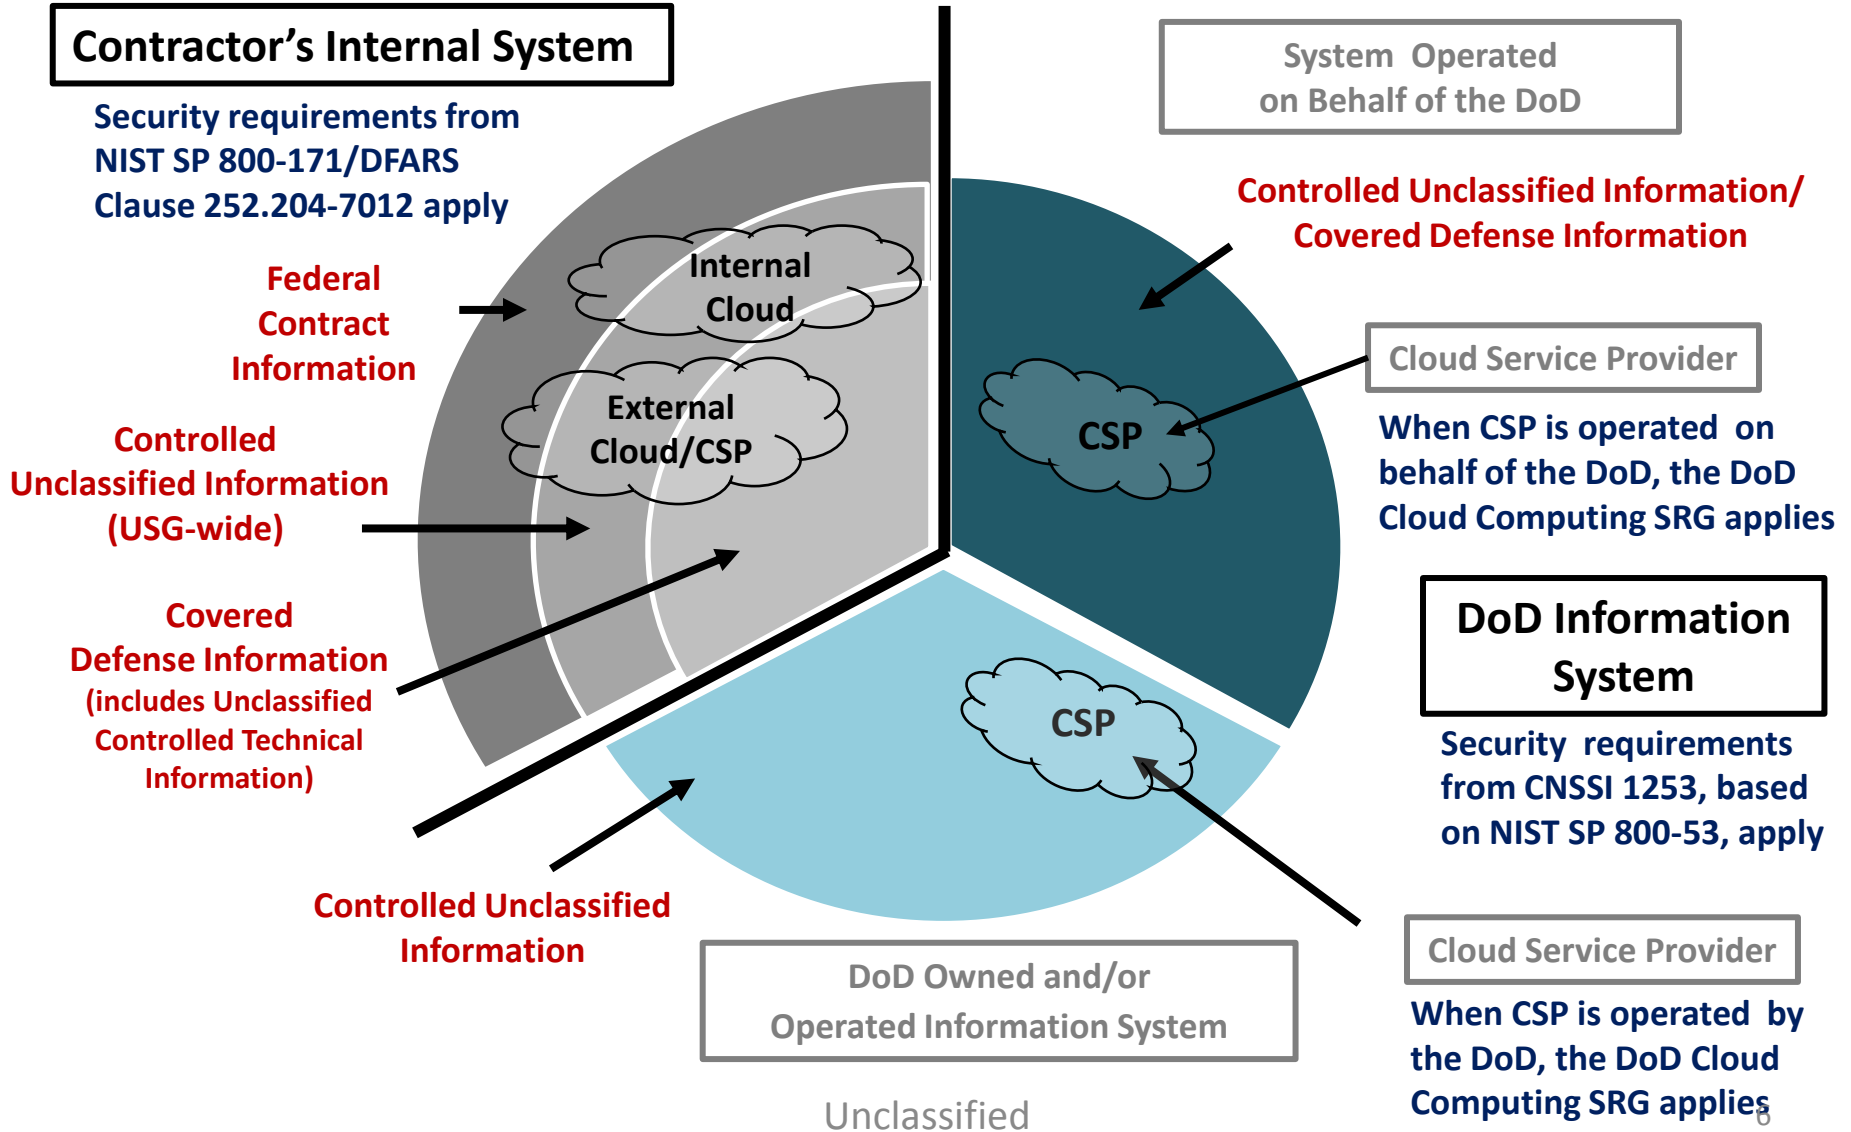 Contractor’s Internal System
Security requirements from
NIST SP 800-171/DFARS
Clause 252.204-7012 apply
Federal
Contract
Information
Controlled
Unclassified Information
(USG-wide)
Covered
Defense Information
(includes Unclassified
Controlled Technical
Information)
Internal
Cloud
External
Cloud/CSP
System Operated
on Behalf of the DoD
Controlled Unclassified Information/
Covered Defense Information
Cloud Service Provider
CSP
When CSP is operated on
behalf of the DoD, the DoD
Cloud Computing SRG applies
DoD Information
System
Security requirements
from CNSSI 1253, based
on NIST SP 800-53, apply
CSP
Controlled Unclassified
Information
DoD Owned and/or
Operated Information System
Cloud Service Provider
When CSP is operated by
the DoD, the DoD Cloud
Computing SRG applies
Unclassified
6